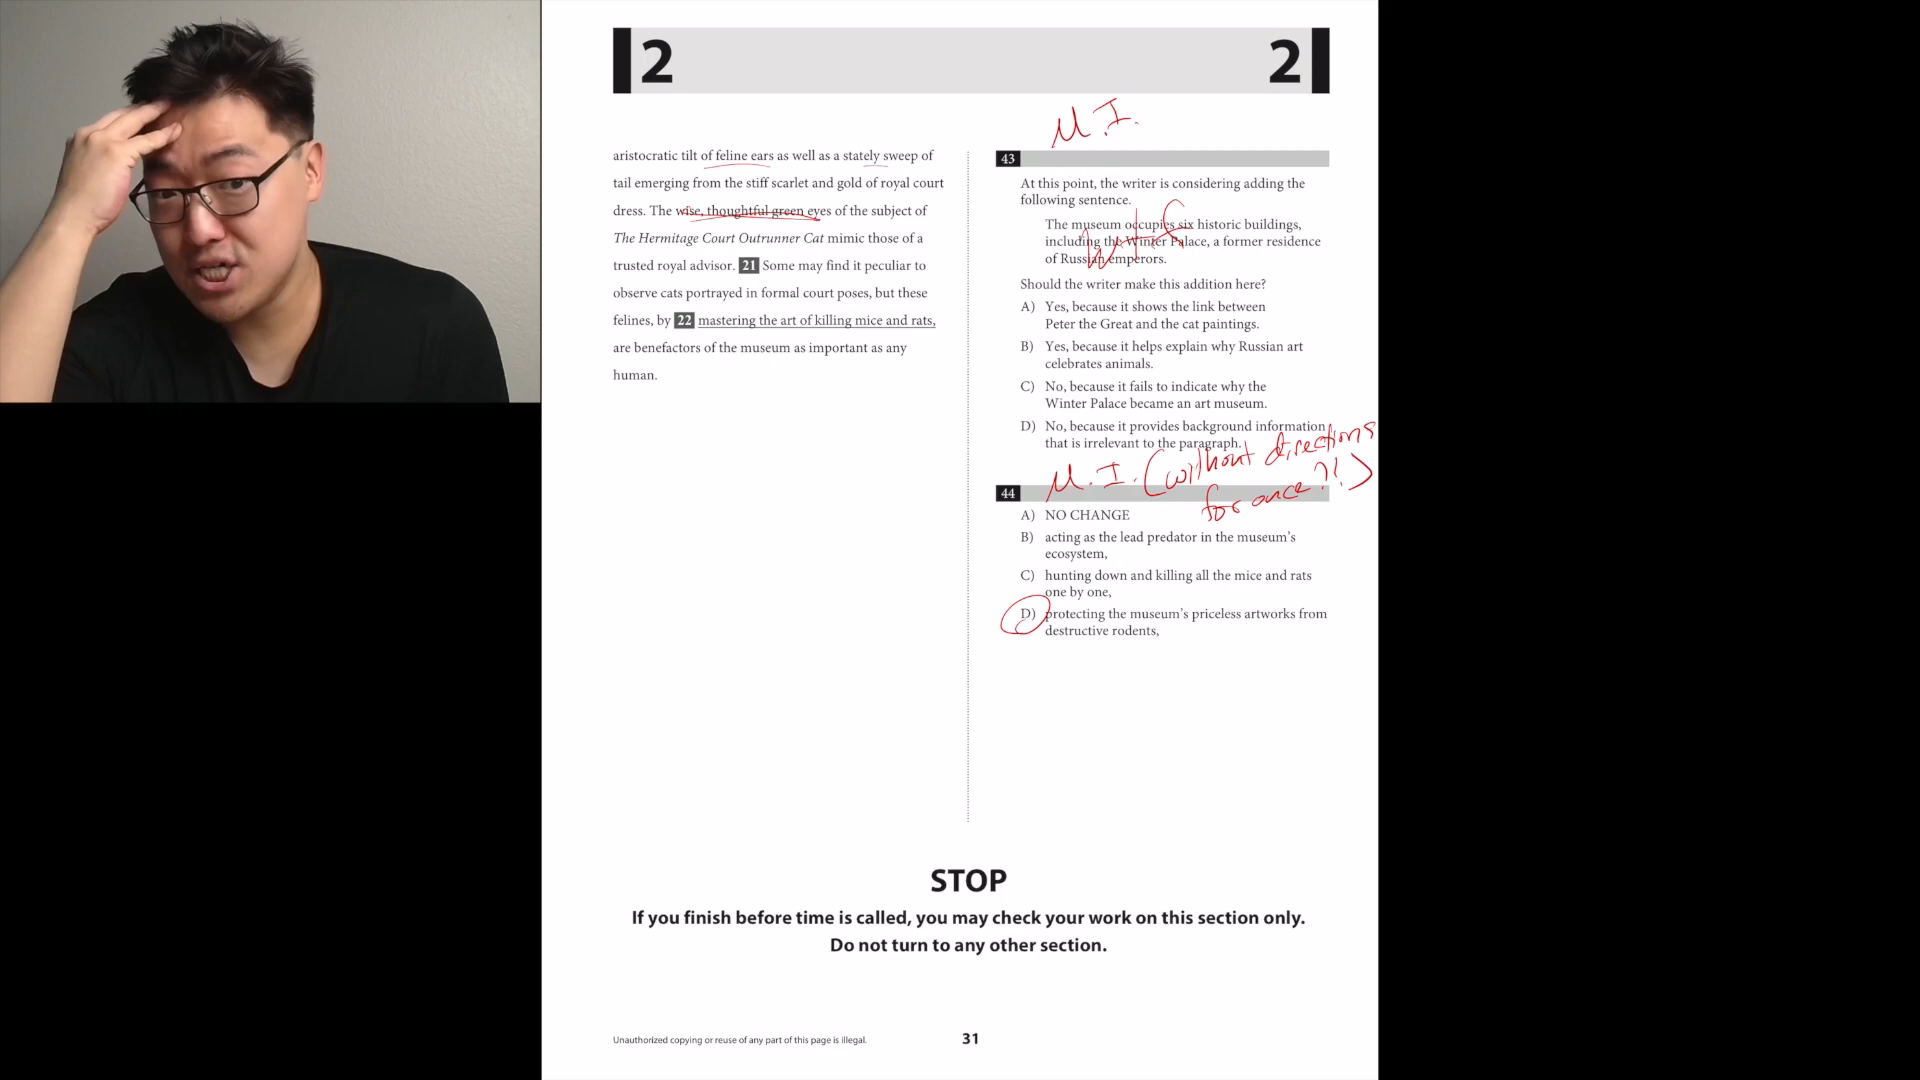 2 2
aristocratic tilt of feline ears as well as a stately sweep of
tail emerging from the stiff scarlet and gold of royal court
dress. The wise, thoughtful green eyes of the subject of
The Hermitage Court Outrunner Cat mimic those of a
trusted royal advisor. 21 Some may find it peculiar to
observe cats portrayed in formal court poses, but these
felines, by 22 mastering the art of killing mice and rats,
are benefactors of the museum as important as any
human.
M.I.
43
At this point, the writer is considering adding the
following sentence.
The museum occupies six historic buildings,
including the Winter Palace, a former residence
of Russian emperors.
wtf
Should the writer make this addition here?
A) Yes, because it shows the link between
Peter the Great and the cat paintings.
B) Yes, because it helps explain why Russian art
celebrates animals.
C) No, because it fails to indicate why the
Winter Palace became an art museum.
D) No, because it provides background information
that is irrelevant to the paragraph.
M.I. (without directions
for once?!)
44
A) NO CHANGE
B) acting as the lead predator in the museum's
ecosystem,
C) hunting down and killing all the mice and rats
one by one,
D) protecting the museum's priceless artworks from
destructive rodents,
STOP
If you finish before time is called, you may check your work on this section only.
Do not turn to any other section.
Unauthorized copying or reuse of any part of this page is illegal.
31